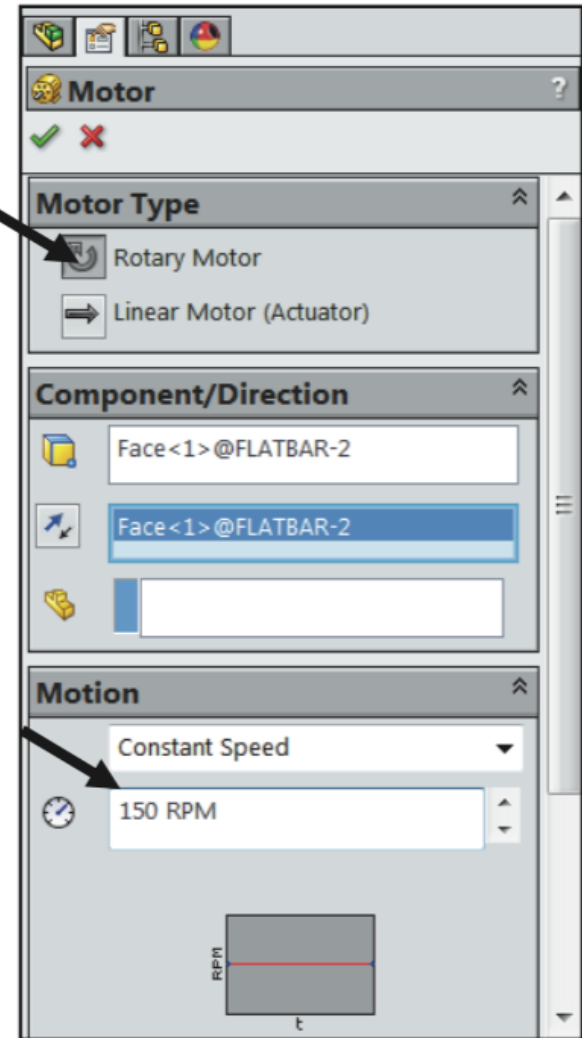 Motor
?
Motor Type
Rotary Motor
Linear Motor (Actuator)
Component/Direction
Face<1>@FLATBAR-2
Face<1>@FLATBAR-2
Motion
Constant Speed
150 RPM
RPM
t